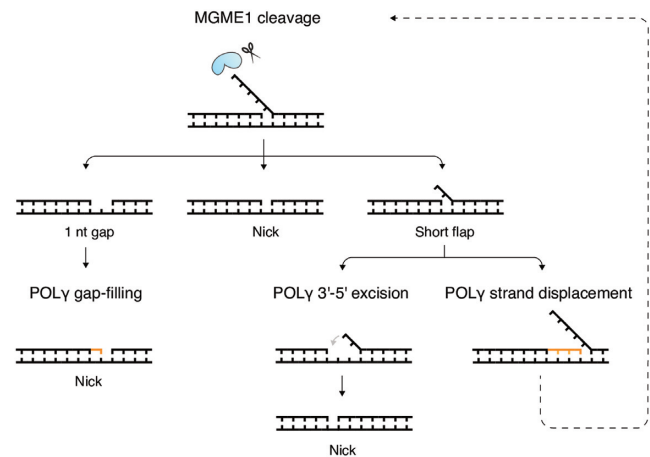 MGME1 cleavage
1 nt gap
Nick
Short flap
POLγ gap-filling
POLγ 3'-5' excision
POLγ strand displacement
Nick
Nick